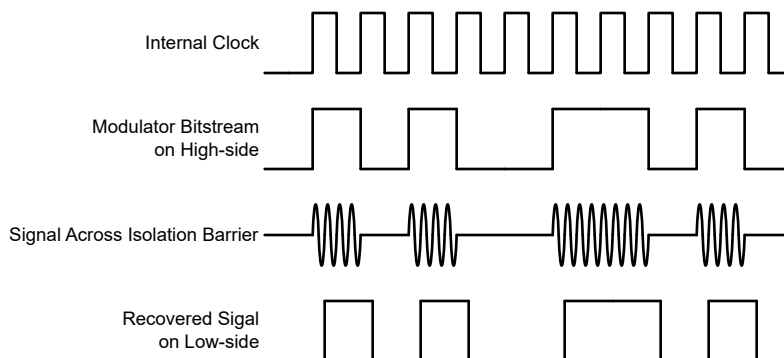 Internal Clock
Modulator Bitstream
on High-side
Signal Across Isolation Barrier
Recovered Sigal
on Low-side